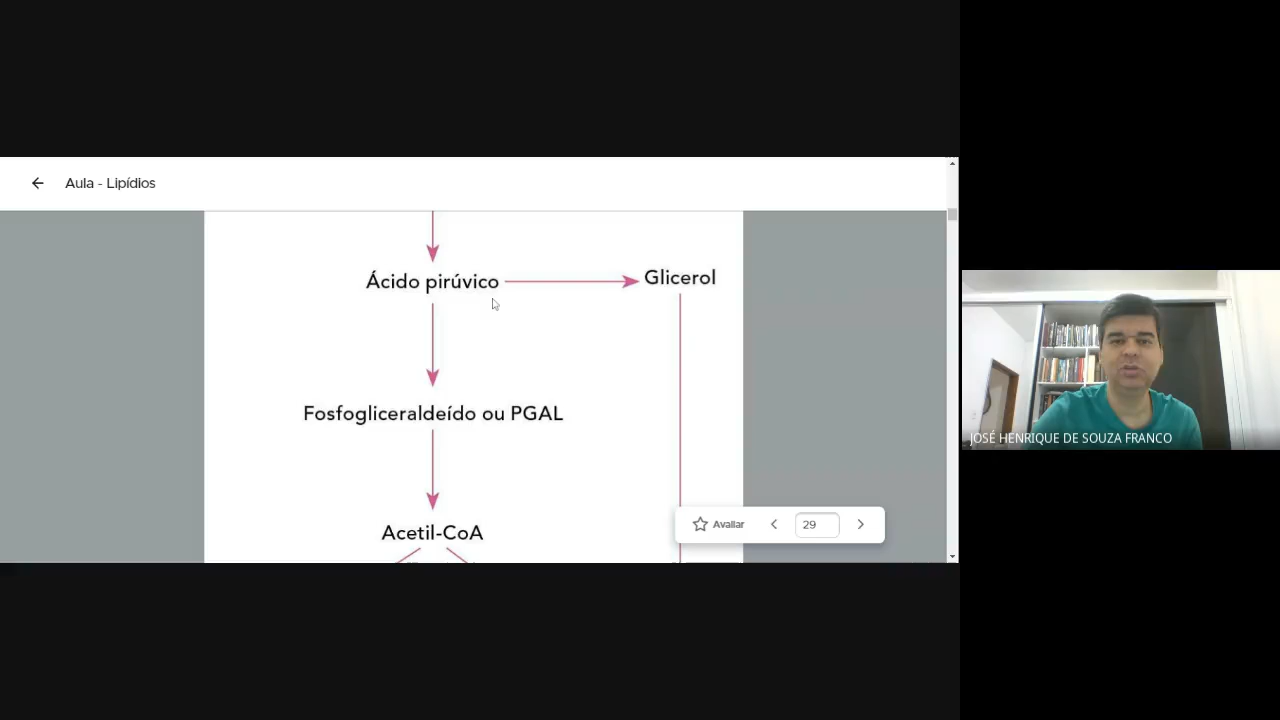 Aula - Lipídios
Ácido pirúvico
Glicerol
Fosfogliceraldeído ou PGAL
Acetil-CoA
Avaliar
29
JOSÉ HENRIQUE DE SOUZA FRANCO